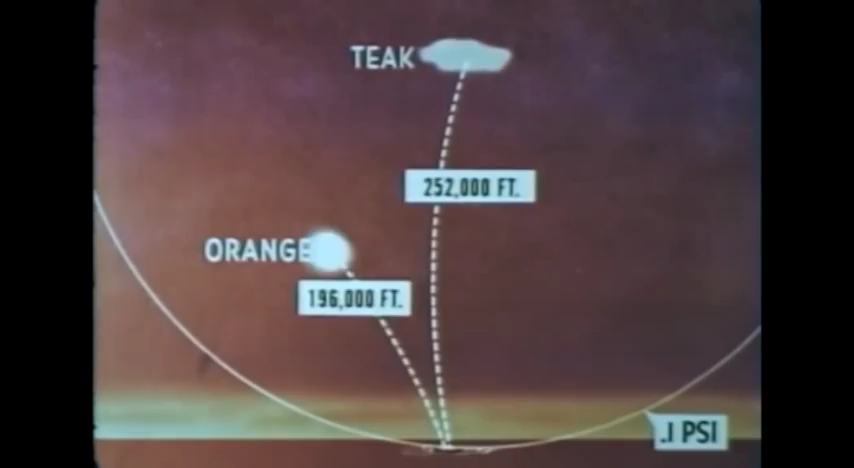 TEAK
252,000 FT.
ORANGE
196,000 FT.
.1 PSI